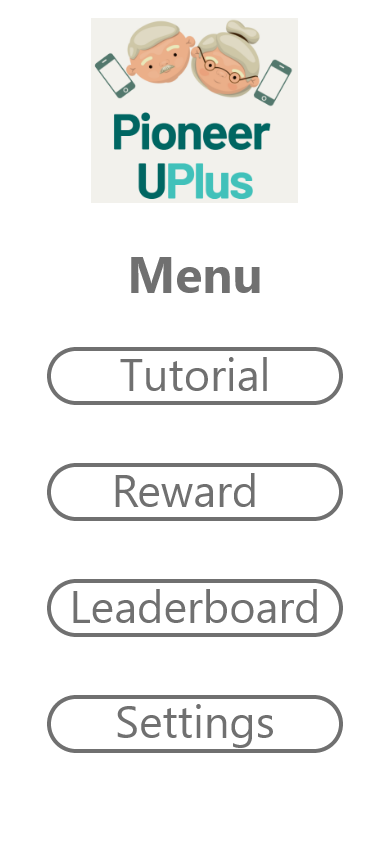 Pioneer
UPlus
Menu
Tutorial
Reward
Leaderboard
Settings